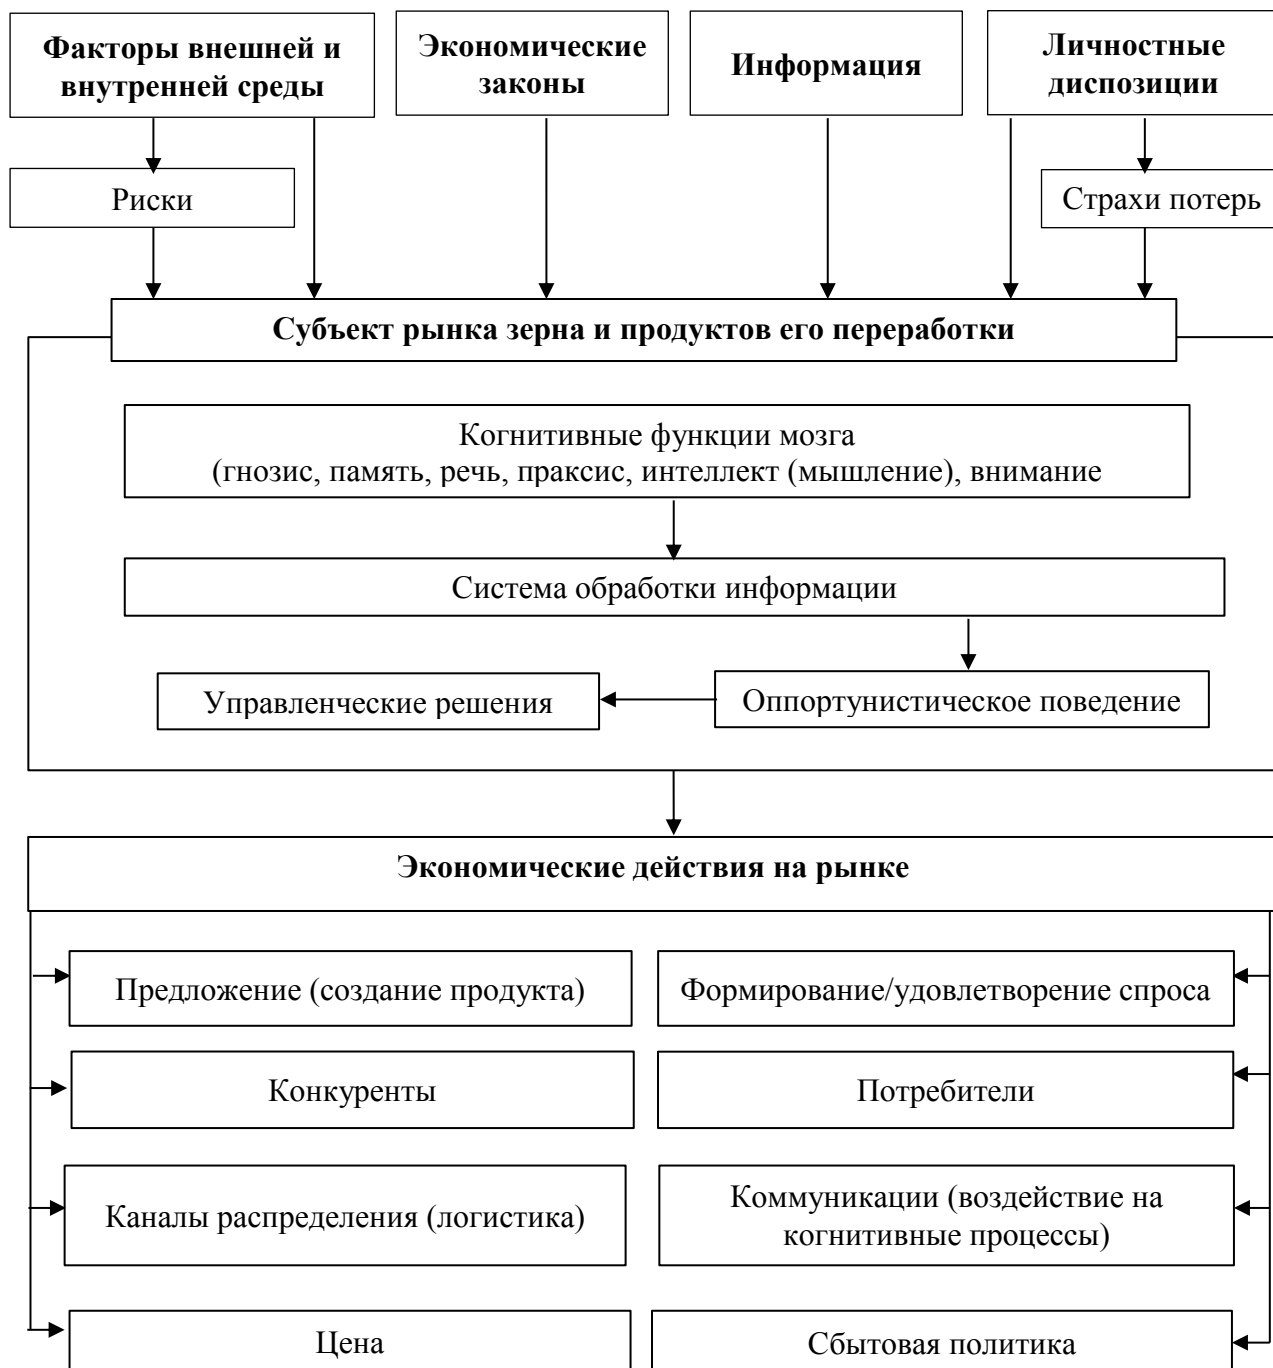 Факторы внешней и
внутренней среды
Экономические
законы
Информация
Личностные
диспозиции
Риски
Страхи потерь
Субъект рынка зерна и продуктов его переработки
Когнитивные функции мозга
(гнозис, память, речь, праксис, интеллект (мышление), внимание
Система обработки информации
Управленческие решения
Оппортунистическое поведение
Экономические действия на рынке
Предложение (создание продукта)
Формирование/удовлетворение спроса
Конкуренты
Потребители
Каналы распределения (логистика)
Коммуникации (воздействие на
когнитивные процессы)
Цена
Сбытовая политика